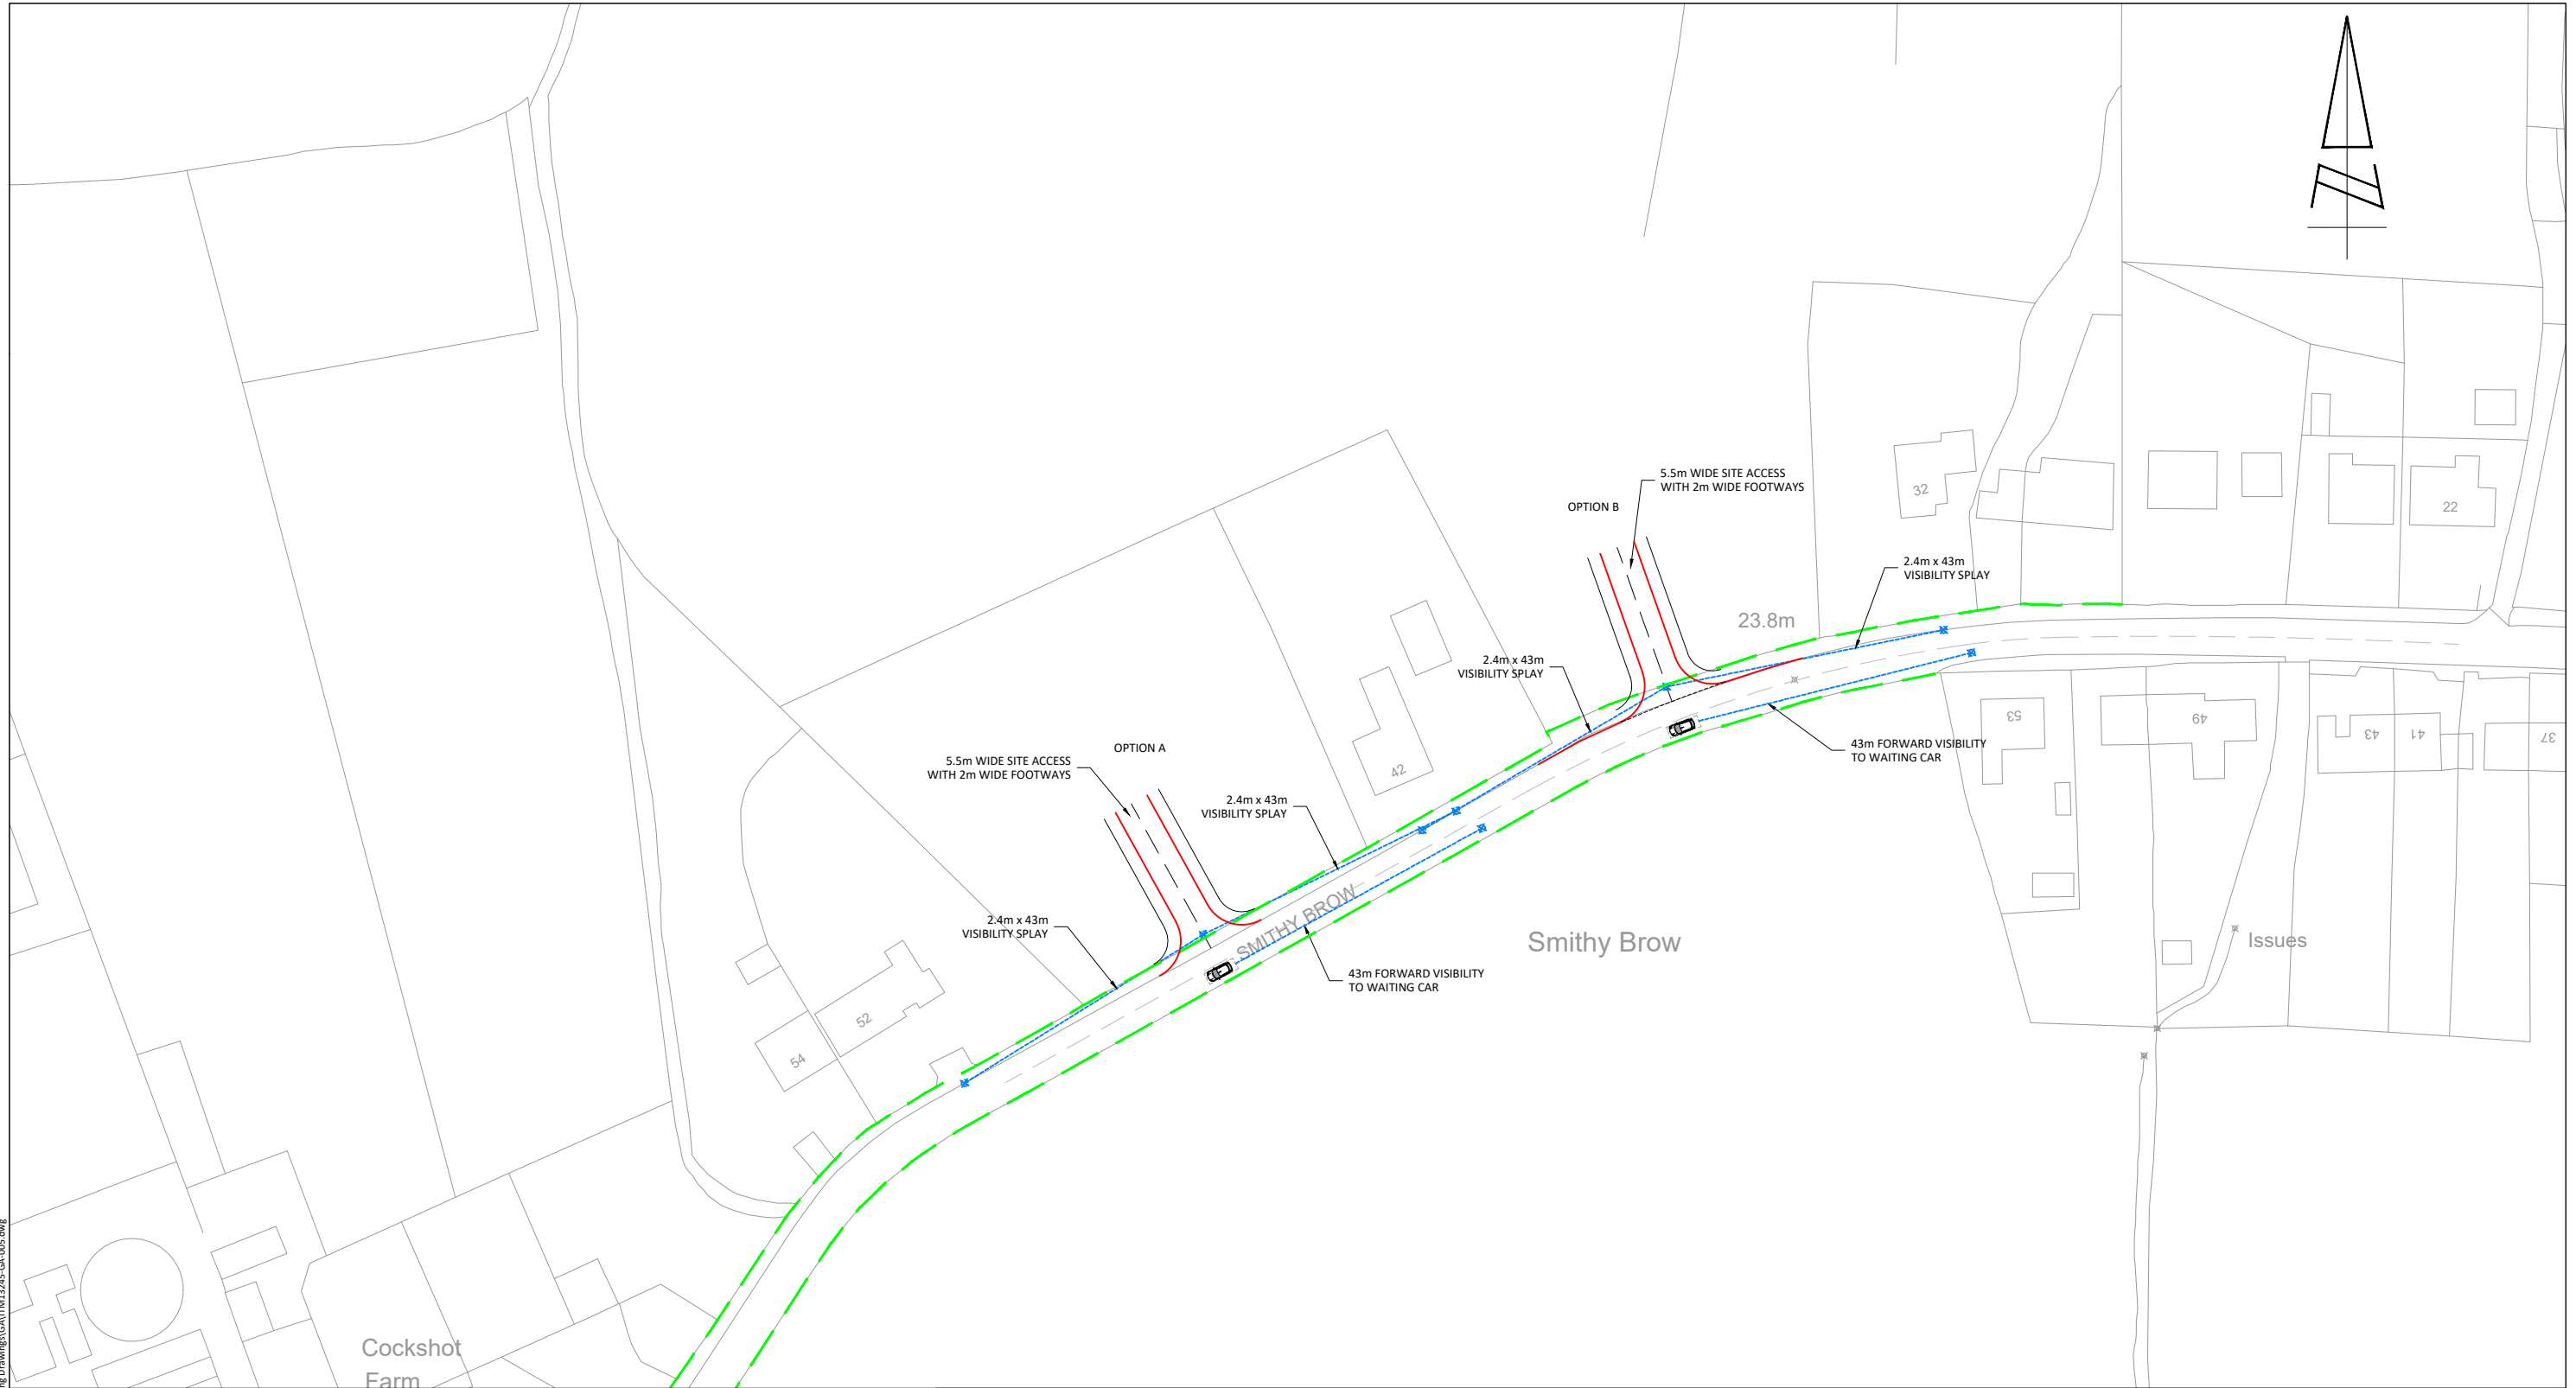 N
5.5m WIDE SITE ACCESS
WITH 2m WIDE FOOTWAYS
OPTION B
32
22
2.4m x 43m
VISIBILITY SPLAY
23.8m
2.4m x 43m
VISIBILITY SPLAY
53
49
43
41
37
43m FORWARD VISIBILITY
TO WAITING CAR
OPTION A
5.5m WIDE SITE ACCESS
WITH 2m WIDE FOOTWAYS
42
2.4m x 43m
VISIBILITY SPLAY
SMITHY BROW
2.4m x 43m
VISIBILITY SPLAY
Smithy Brow
Issues
43m FORWARD VISIBILITY
TO WAITING CAR
52
54
Cockshot
Farm